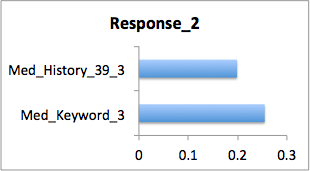 Response_2
Med_History_39_3
Med_Keyword_3
0 0.1 0.2 0.3